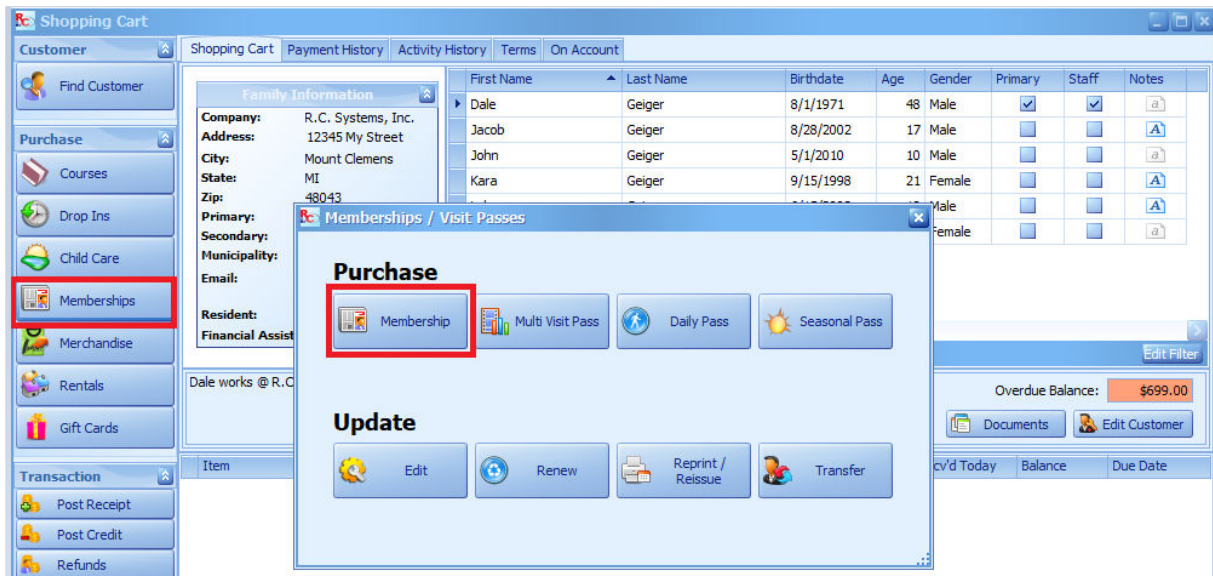 Shopping Cart
Customer
Find Customer
Purchase
Courses
Drop Ins
Child Care
Memberships
Merchandise
Rentals
Gift Cards
Transaction
Post Receipt
Post Credit
Refunds
Shopping Cart Payment History Activity History Terms On Account
Family Information
Company: R.C. Systems, Inc.
Address: 12345 My Street
City: Mount Clemens
State: MI
Zip: 48043
Primary:
Secondary:
Municipality:
Email:
Resident:
Financial Assist
First Name Last Name Birthdate Age Gender Primary Staff Notes
Dale Geiger 8/1/1971 48 Male
Jacob Geiger 8/28/2002 17 Male
John Geiger 5/1/2010 10 Male
Kara Geiger 9/15/1998 21 Female
Male
Female
Edit Filter
Dale works @ R.C
Overdue Balance: $699.00
Documents Edit Customer
Item cv'd Today Balance Due Date
Memberships / Visit Passes
Purchase
Membership Multi Visit Pass Daily Pass Seasonal Pass
Update
Edit Renew Reprint / Reissue Transfer